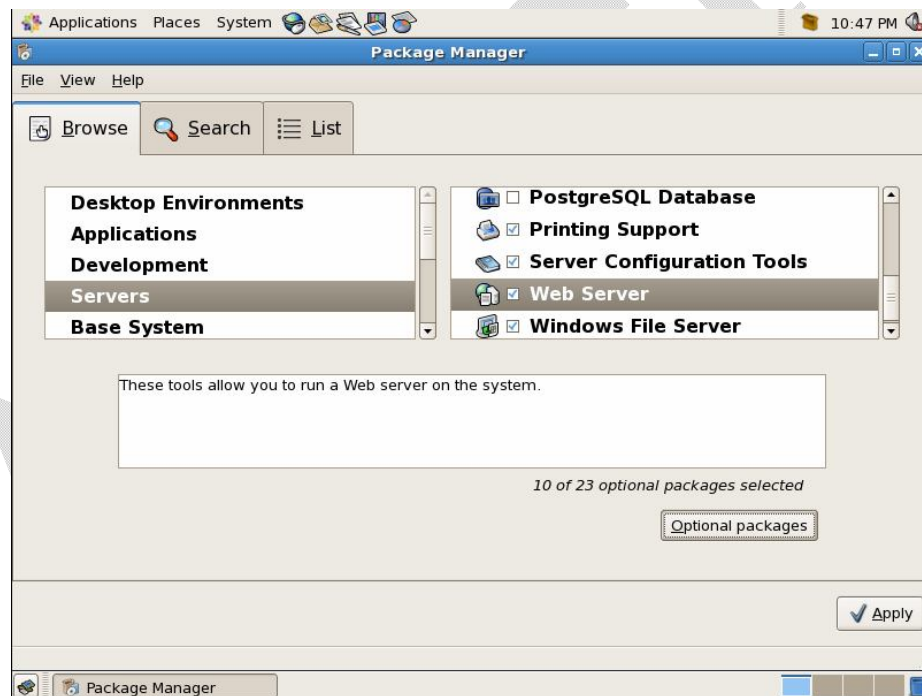 Applications Places System 10:47 PM
Package Manager
File View Help
Browse Search List
Desktop Environments
Applications
Development
Servers
Base System
PostgreSQL Database
Printing Support
Server Configuration Tools
Web Server
Windows File Server
These tools allow you to run a Web server on the system.
10 of 23 optional packages selected
Optional packages
Apply
Package Manager